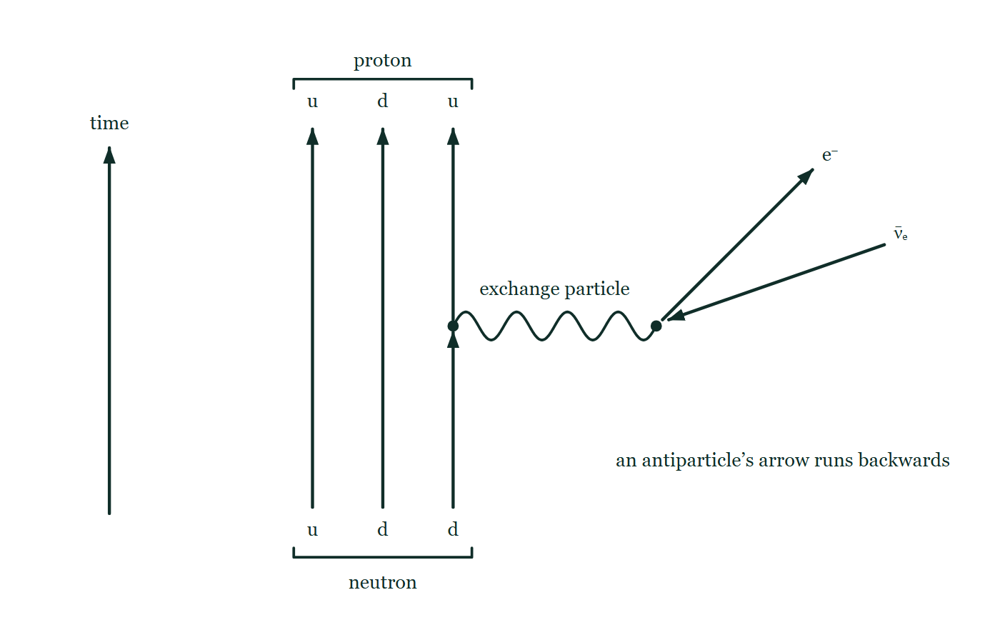 proton
u d u
time
e⁻
ν̄ₑ
exchange particle
an antiparticle’s arrow runs backwards
u d d
neutron